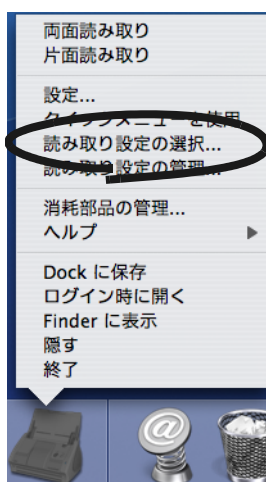 両面読み取り
片面読み取り
設定...
クイックメニューを使用
読み取り設定の選択...
読み取り設定の管理...
消耗部品の管理...
ヘルプ
Dock に保存
ログイン時に開く
Finder に表示
隠す
終了
@